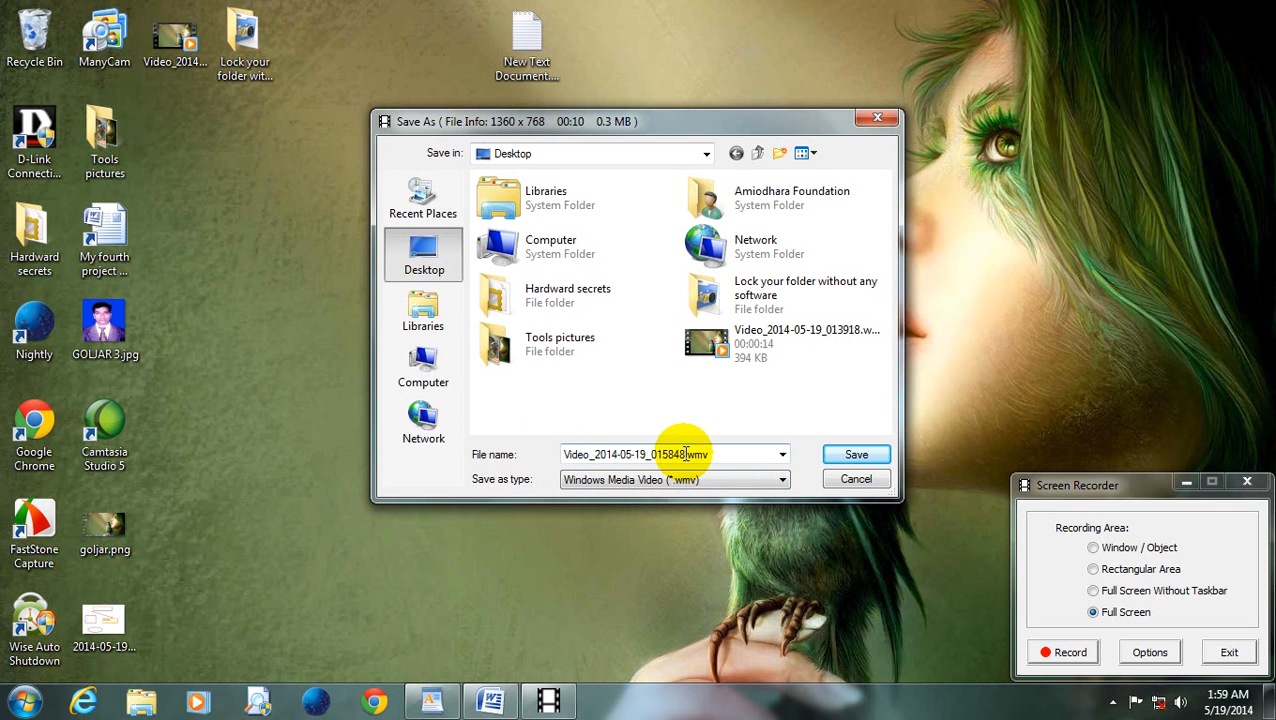 Recycle Bin
ManyCam
Video_2014...
Lock your
folder wit...
New Text
Document....
D-Link
Connecti...
Tools
pictures
Hardward
secrets
My fourth
project ...
Nightly
GOLJAR 3.jpg
Google
Chrome
Camtasia
Studio 5
FastStone
Capture
goljar.png
Wise Auto
Shutdown
2014-05-19...
Save As ( File Info: 1360 x 768    00:10    0.3 MB )
Save in:
Desktop
Recent Places
Desktop
Libraries
Computer
Network
Libraries
System Folder
Amiodhara Foundation
System Folder
Computer
System Folder
Network
System Folder
Hardward secrets
File folder
Lock your folder without any
software
File folder
Tools pictures
File folder
Video_2014-05-19_013918.w...
00:00:14
394 KB
File name:
Video_2014-05-19_015848.wmv
Save
Save as type:
Windows Media Video (*.wmv)
Cancel
Screen Recorder
Recording Area:
Window / Object
Rectangular Area
Full Screen Without Taskbar
Full Screen
Record
Options
Exit
1:59 AM
5/19/2014